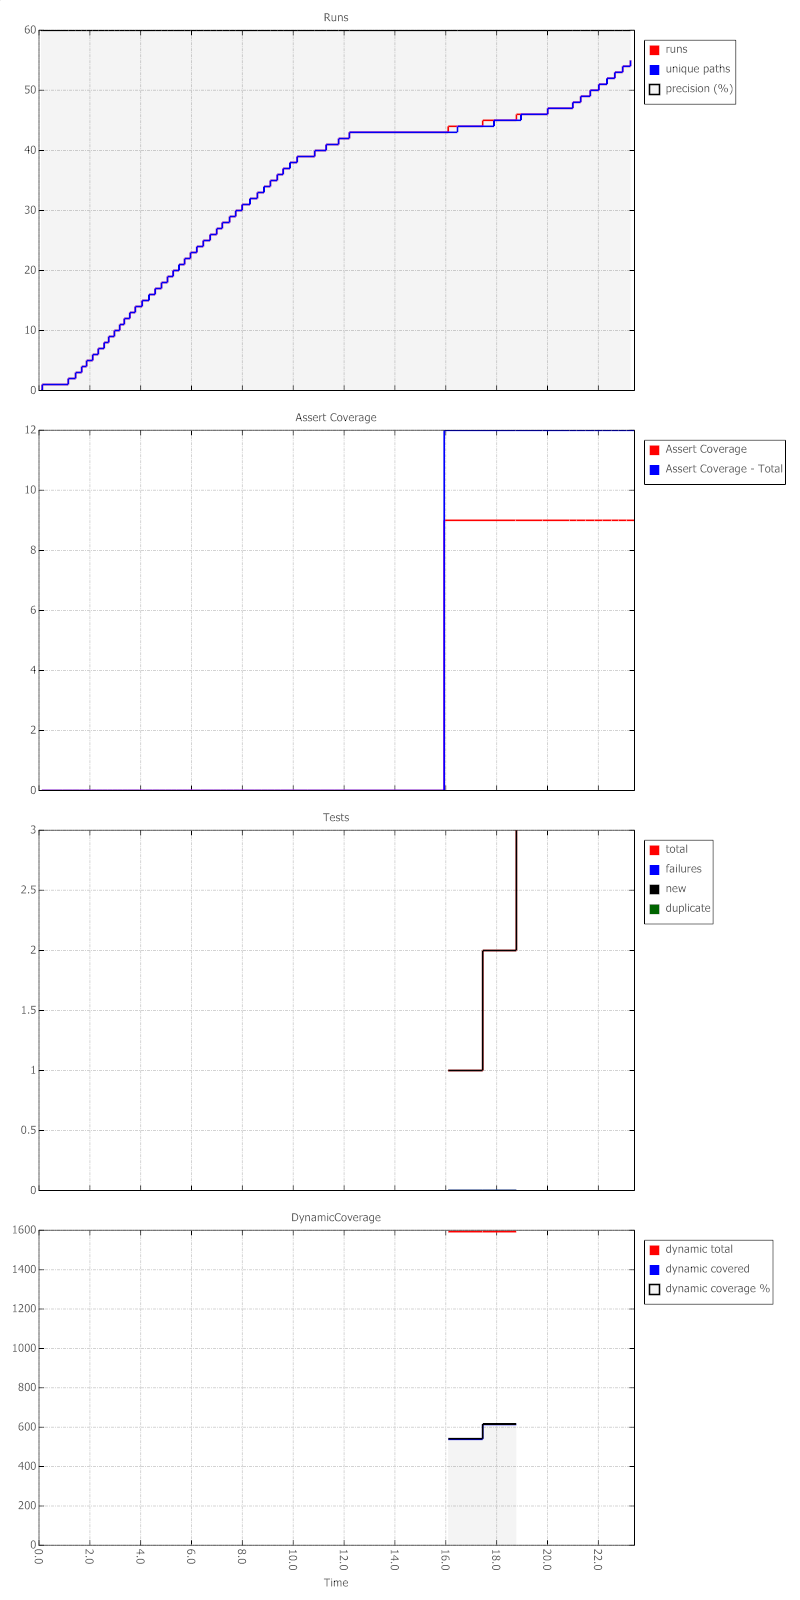 Runs
60
50
40
30
20
10
0
runs
unique paths
precision (%)
Assert Coverage
12
10
8
6
4
2
0
Assert Coverage
Assert Coverage - Total
Tests
3
2.5
2
1.5
1
0.5
0
total
failures
new
duplicate
DynamicCoverage
1600
1400
1200
1000
800
600
400
200
0
dynamic total
dynamic covered
dynamic coverage %
0.0 2.0 4.0 6.0 8.0 10.0 12.0 14.0 16.0 18.0 20.0 22.0
Time